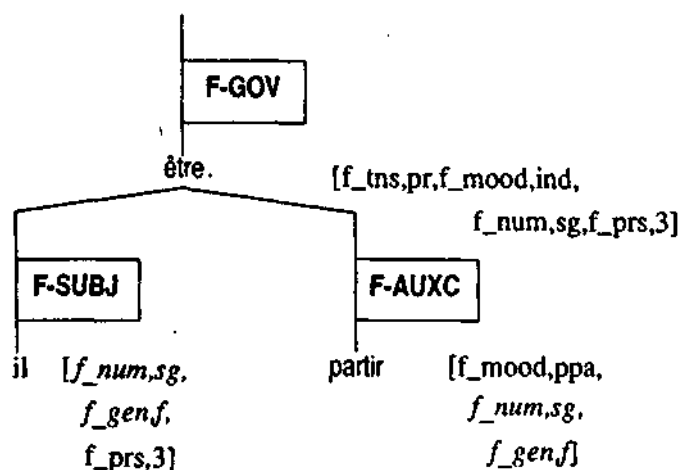 F-GOV
être.
[f_tns,pr,f_mood,ind,
f_num,sg,f_prs,3]
F-SUBJ
F-AUXC
il [f_num,sg,
f_gen,f,
f_prs,3]
partir [f_mood,ppa,
f_num,sg,
f_gen,f]